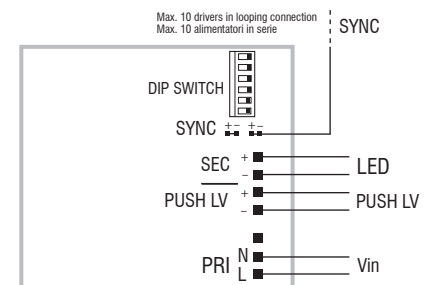 Max. 10 drivers in looping connection
Max. 10 alimentatori in serie
SYNC
DIP SWITCH
SYNC + - + -
SEC + LED
-
PUSH LV + PUSH LV
-
PRI N Vin
L